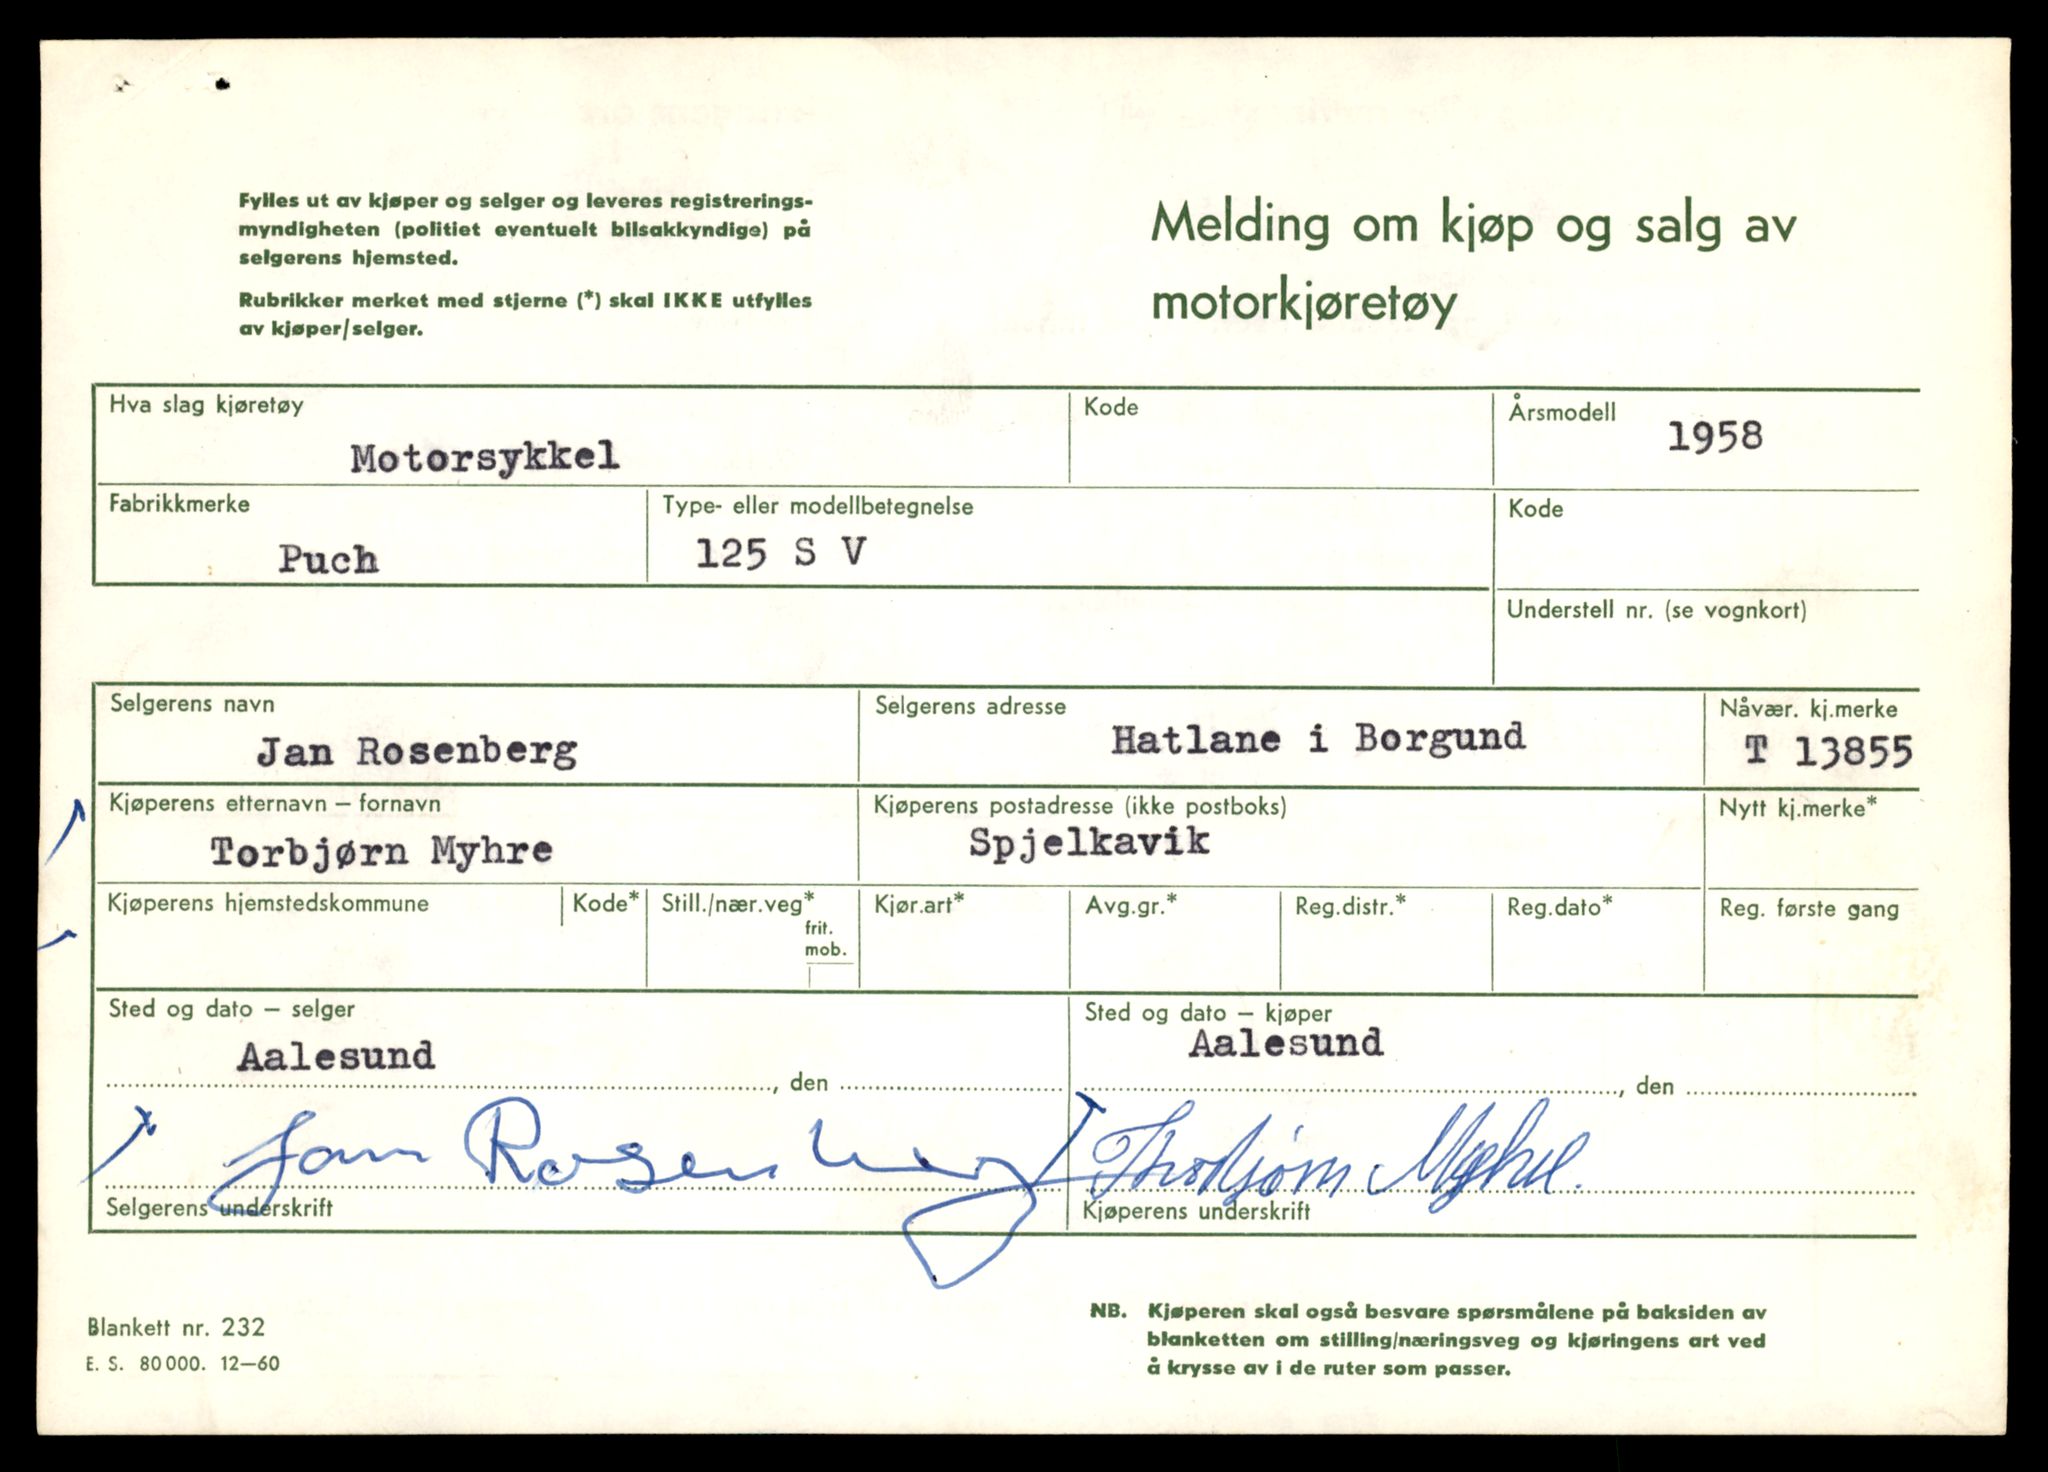 Fylles ut av kjøper og selger og leveres registrerings-
myndigheten (politiet eventuelt bilsakkyndige) på
selgerens hjemsted.
Rubrikker merket med stjerne (*) skal IKKE utfylles
av kjøper/selger.
Melding om kjøp og salg av
motorkjøretøy
Hva slag kjøretøy
Motorsykkel
Kode
Årsmodell
1958
Fabrikkmerke
Puch
Type- eller modellbetegnelse
125 S V
Kode
Understell nr. (se vognkort)
Selgerens navn
Jan Rosenberg
Selgerens adresse
Hatlane i Borgund
Nåvær. kj.merke
T 13855
Kjøperens etternavn – fornavn
Torbjørn Myhre
Kjøperens postadresse (ikke postboks)
Spjelkavik
Nytt kj.merke*
Kjøperens hjemstedskommune
Kode*
Still./nær.veg*
frit.
mob.
Kjør.art*
Avg.gr.*
Reg.distr.*
Reg.dato*
Reg. første gang
Sted og dato – selger
Aalesund
, den
Sted og dato – kjøper
Aalesund
, den
Jan Rosenberg
Selgerens underskrift
Thorbjørn Myhre.
Kjøperens underskrift
Blankett nr. 232
E. S. 80 000. 12–60
NB. Kjøperen skal også besvare spørsmålene på baksiden av
blanketten om stilling/næringsveg og kjøringens art ved
å krysse av i de ruter som passer.